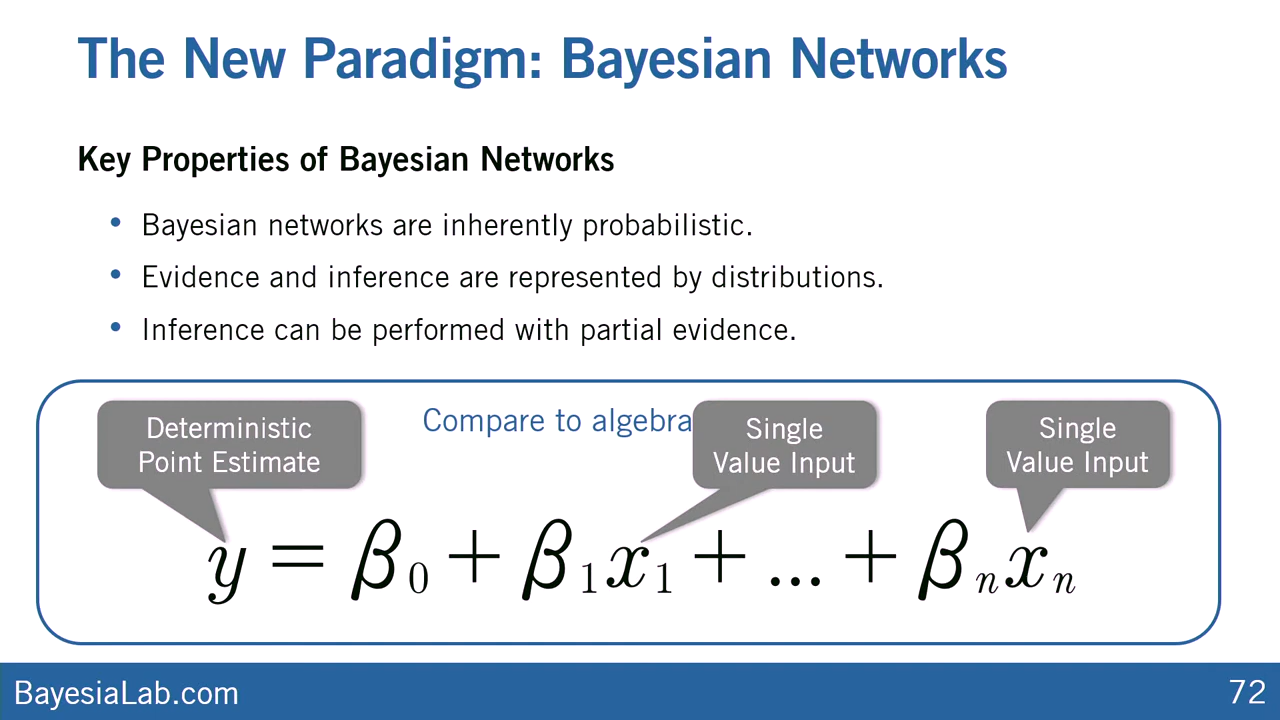 The New Paradigm: Bayesian Networks
Key Properties of Bayesian Networks
• Bayesian networks are inherently probabilistic.
• Evidence and inference are represented by distributions.
• Inference can be performed with partial evidence.
Compare to algebra
Deterministic
Point Estimate
Single
Value Input
Single
Value Input
y = β₀ + β₁x₁ + ... + βₙxₙ
BayesiaLab.com
72